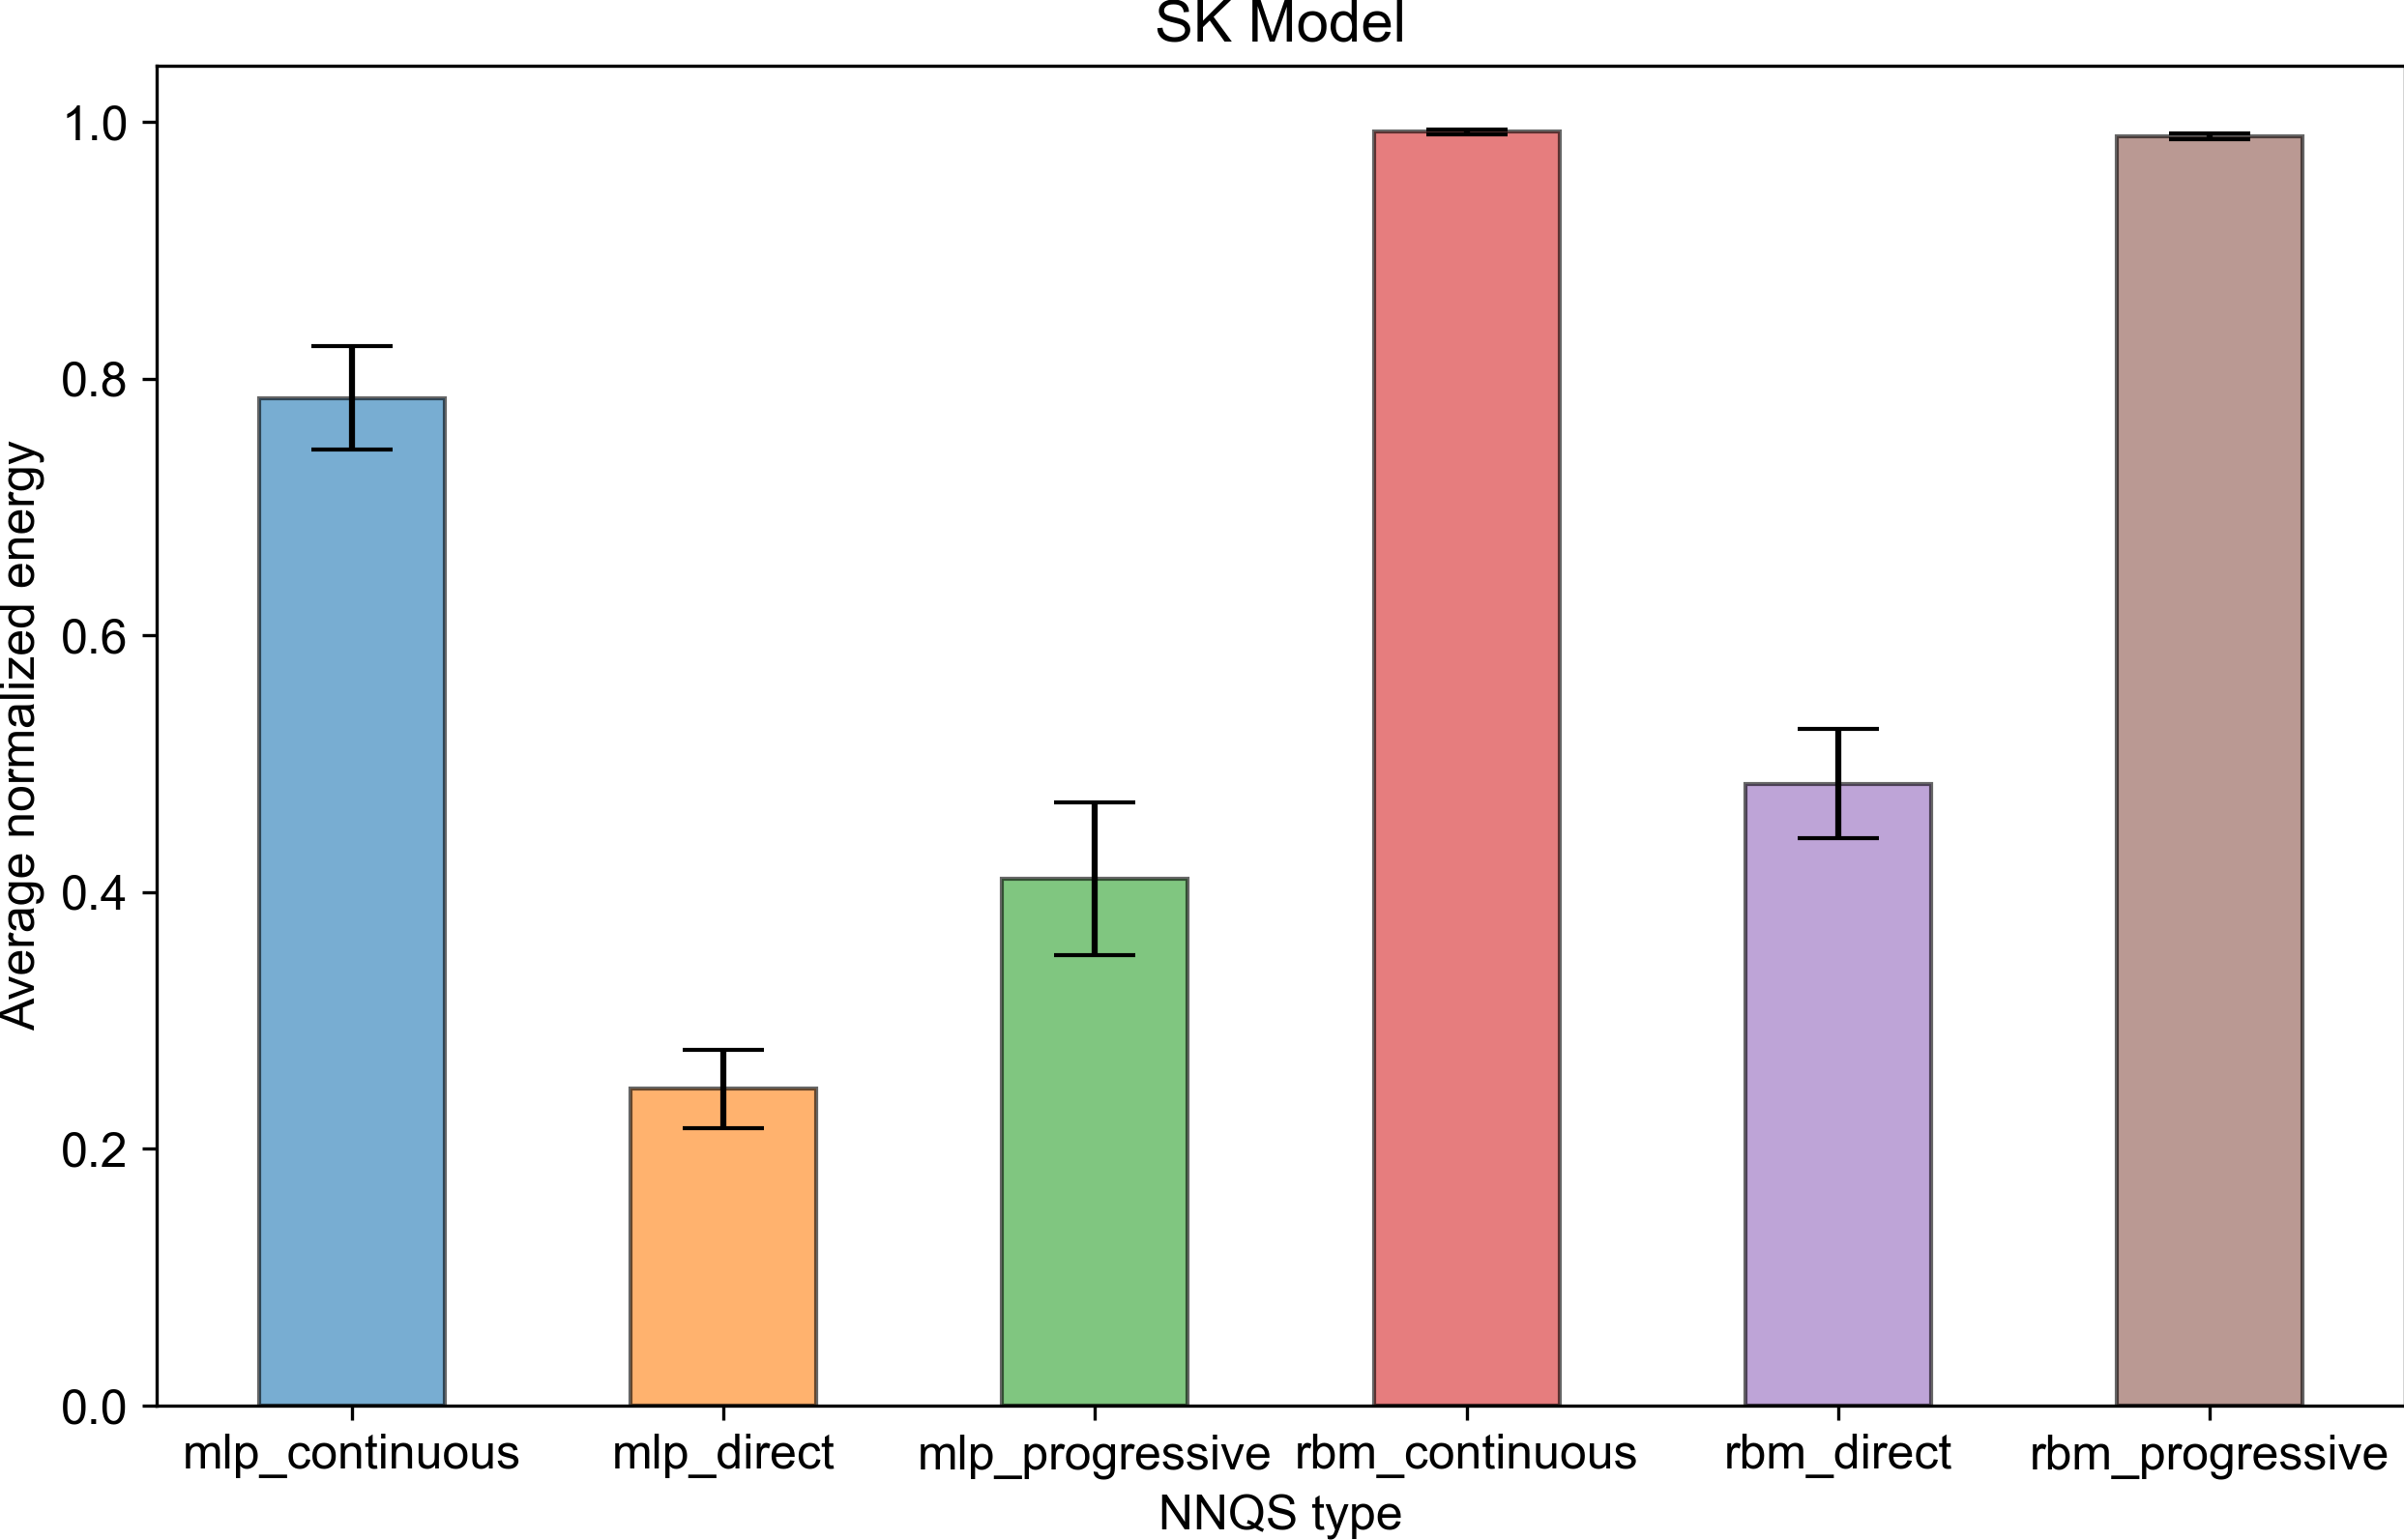 SK Model
Average normalized energy
1.0
0.8
0.6
0.4
0.2
0.0
mlp_continuous mlp_direct mlp_progressive rbm_continuous rbm_direct rbm_progressive
NNQS type